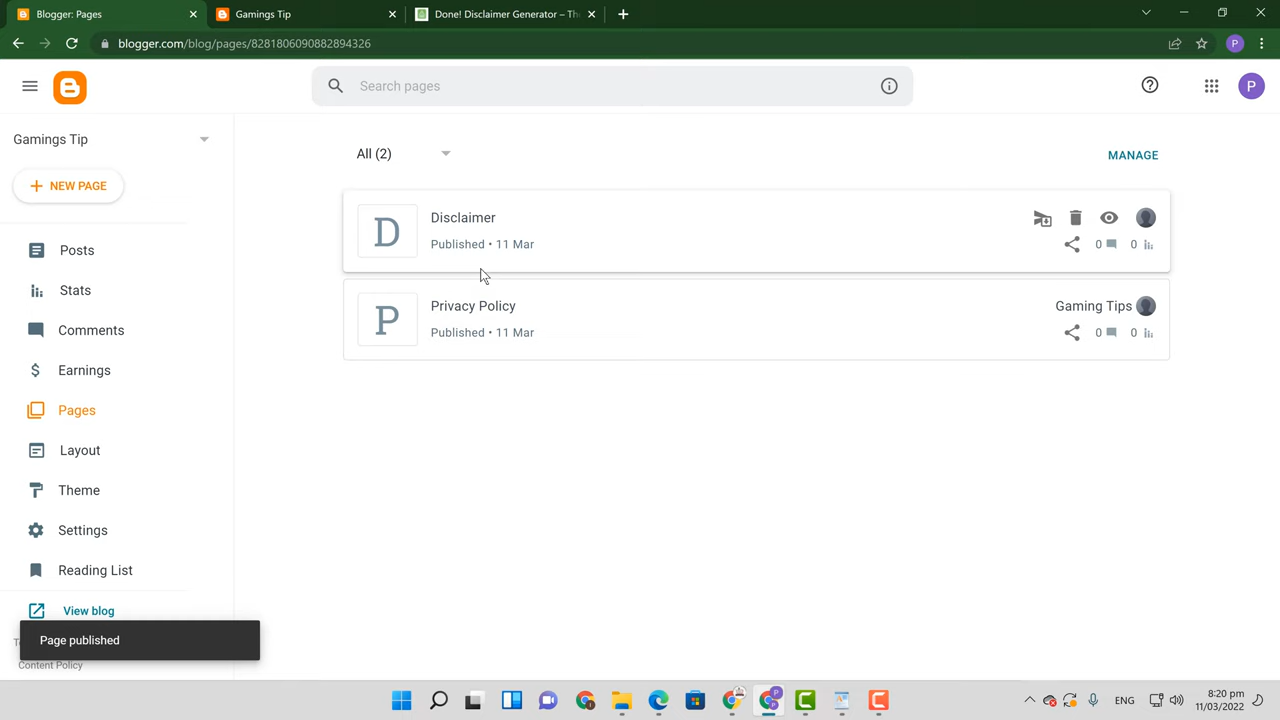 Blogger: Pages
Gamings Tip
Done! Disclaimer Generator – Th
blogger.com/blog/pages/8281806090882894326
P
Search pages
P
Gamings Tip
All (2)
MANAGE
NEW PAGE
D
Disclaimer
Published • 11 Mar
0
0
P
Privacy Policy
Published • 11 Mar
Gaming Tips
0
0
Posts
Stats
Comments
Earnings
Pages
Layout
Theme
Settings
Reading List
View blog
Page published
Content Policy
ENG
8:20 pm
11/03/2022